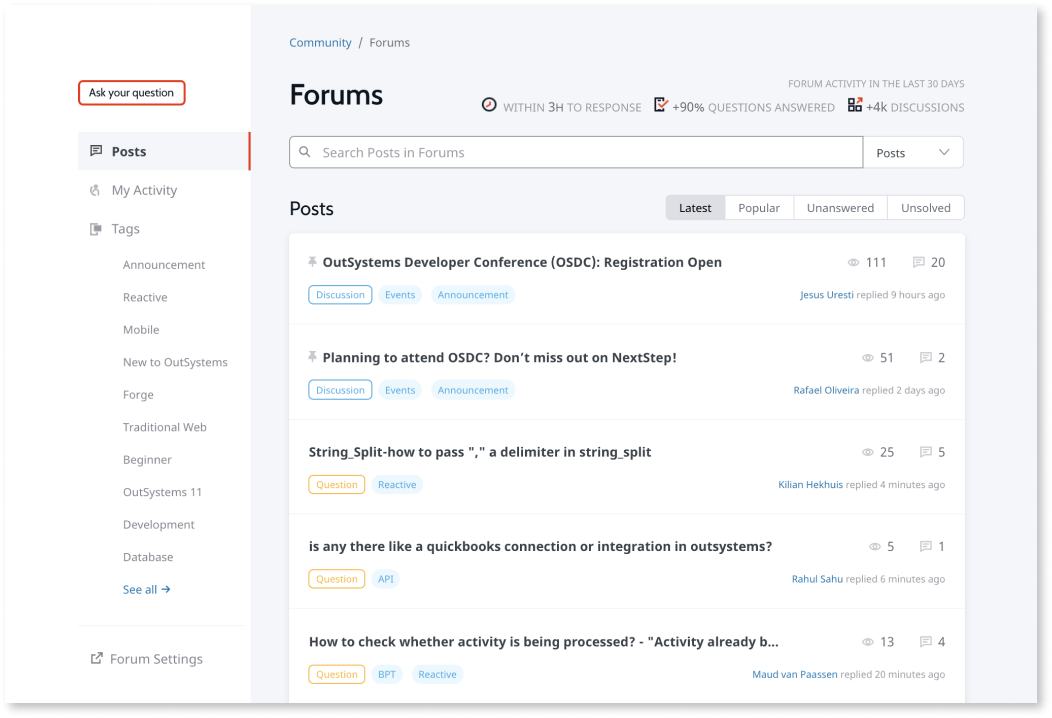 Community / Forums
Ask your question
Forums
FORUM ACTIVITY IN THE LAST 30 DAYS
WITHIN 3H TO RESPONSE +90% QUESTIONS ANSWERED +4k DISCUSSIONS
Search Posts in Forums Posts
Posts
My Activity
Tags
Announcement
Reactive
Mobile
New to OutSystems
Forge
Traditional Web
Beginner
OutSystems 11
Development
Database
See all →
Forum Settings
Posts Latest Popular Unanswered Unsolved
OutSystems Developer Conference (OSDC): Registration Open 111 20
Discussion Events Announcement Jesus Uresti replied 9 hours ago
Planning to attend OSDC? Don’t miss out on NextStep! 51 2
Discussion Events Announcement Rafael Oliveira replied 2 days ago
String_Split-how to pass "," a delimiter in string_split 25 5
Question Reactive Kilian Hekhuis replied 4 minutes ago
is any there like a quickbooks connection or integration in outsystems? 5 1
Question API Rahul Sahu replied 6 minutes ago
How to check whether activity is being processed? - "Activity already b... 13 4
Question BPT Reactive Maud van Paassen replied 20 minutes ago